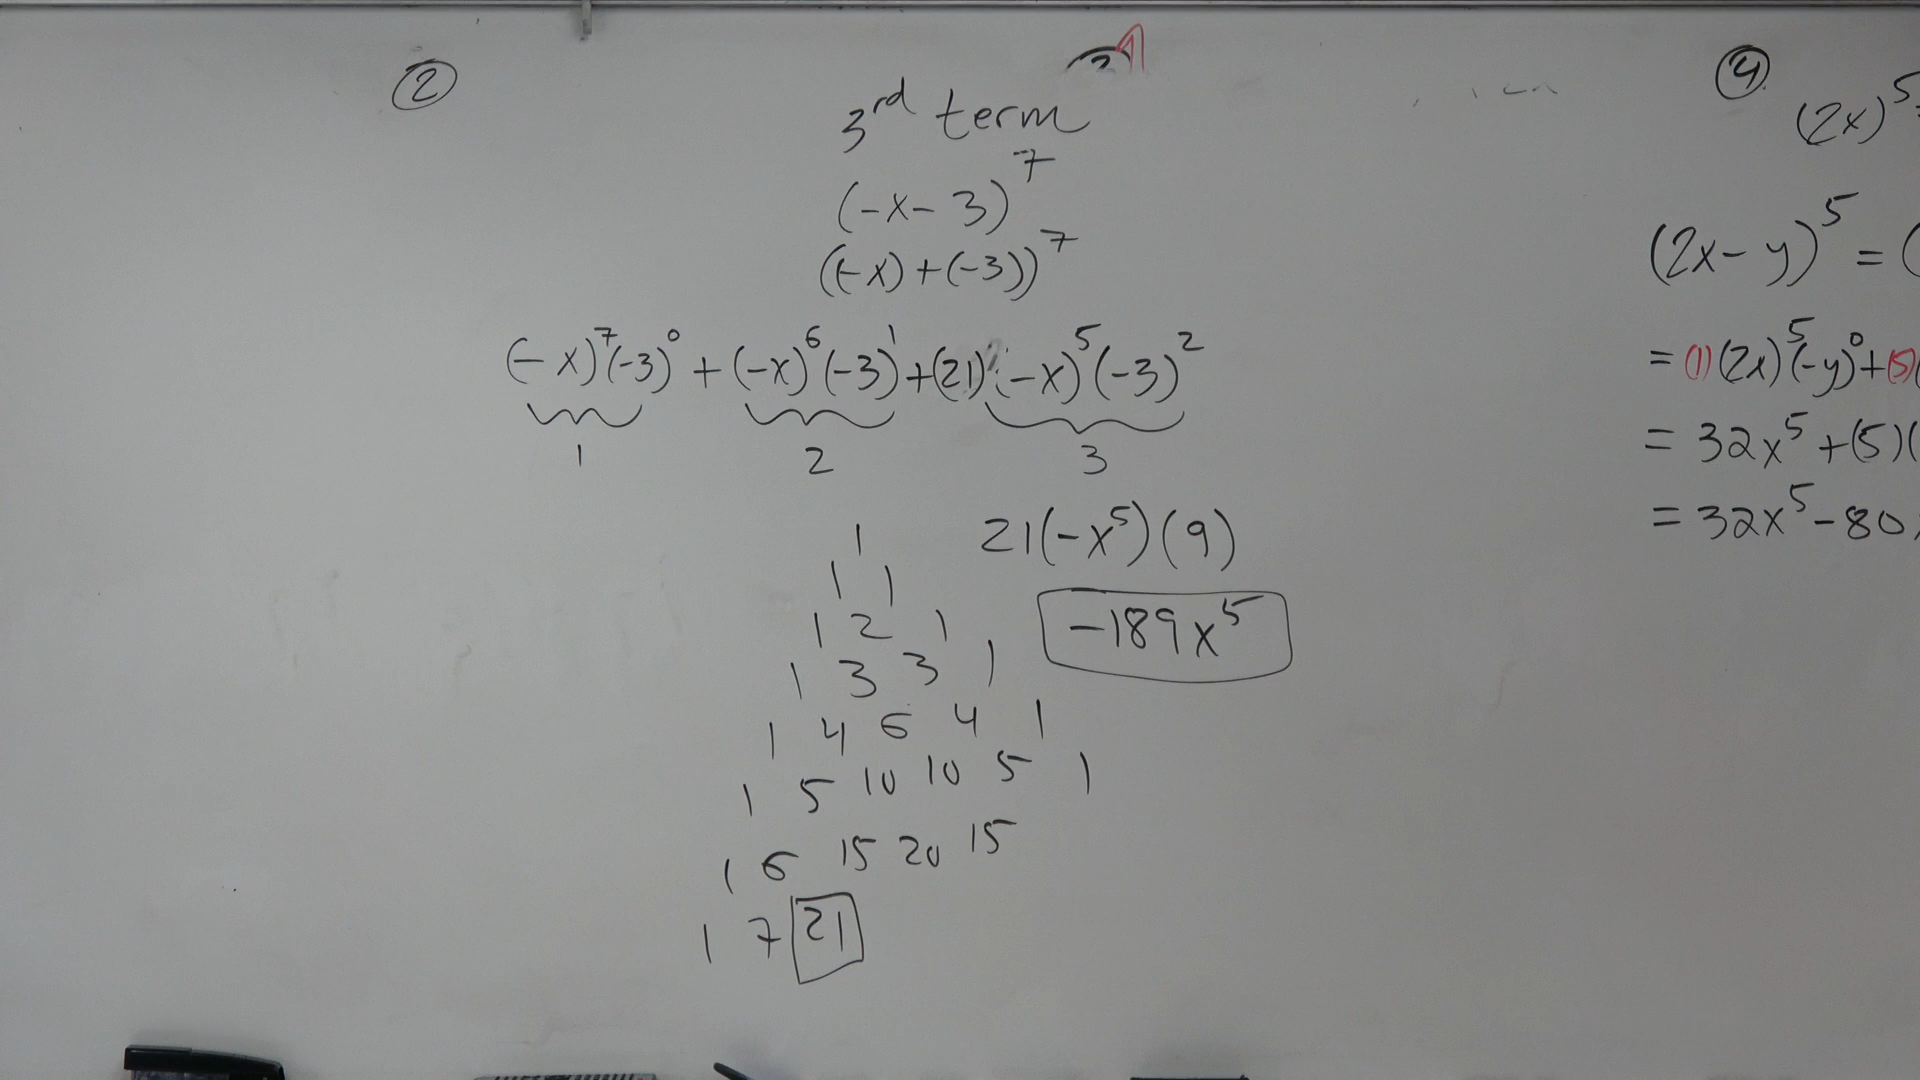 ②
3rd term
(-x-3)^7
((-x)+(-3))^7
(-x)^7(-3)^0 + (-x)^6(-3)^1 + (21)(-x)^5(-3)^2
1 2 3
21(-x^5)(9)
-189x^5
1
1 1
1 2 1
1 3 3 1
1 4 6 4 1
1 5 10 10 5 1
1 6 15 20 15
1 7 21
④
(2x)^5
(2x-y)^5 = (
= (1)(2x)^5(-y)^0+(5)(
= 32x^5+(5)(
= 32x^5-80